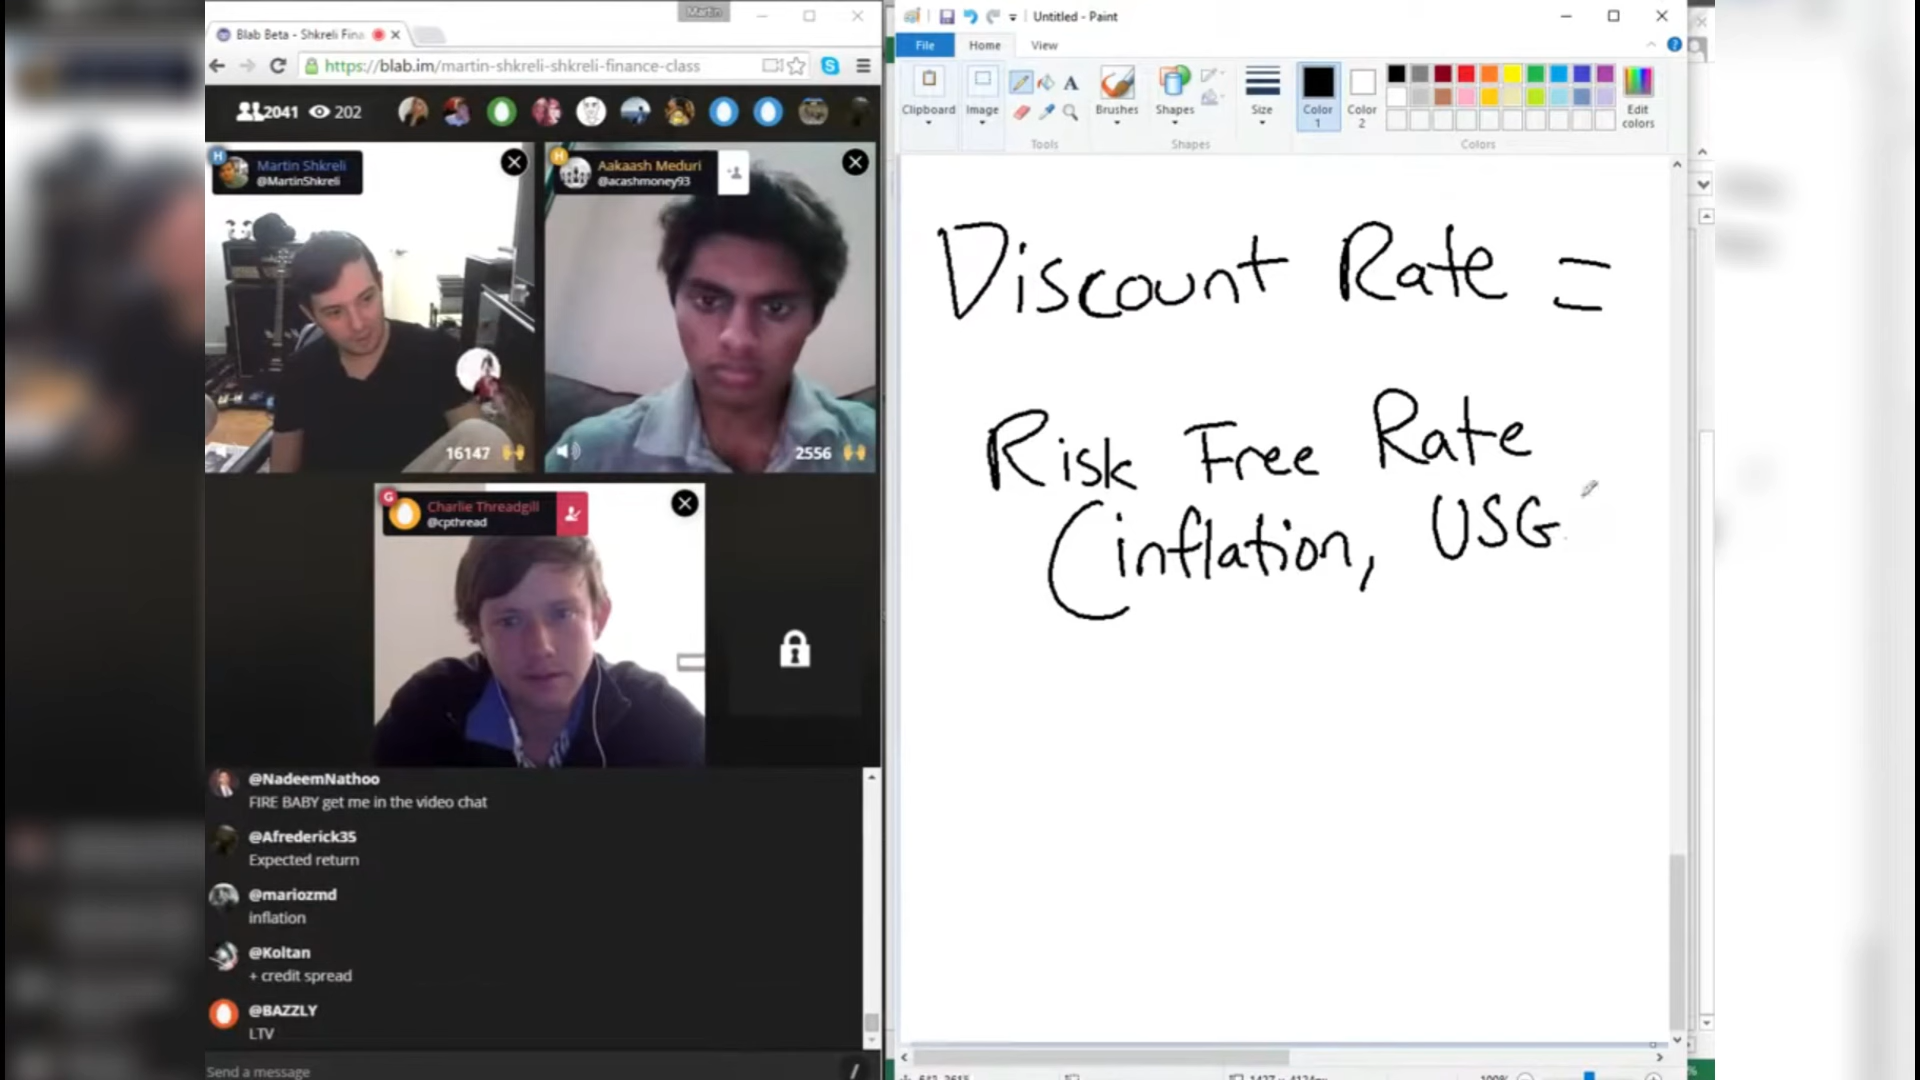 Martin
Blab Beta - Shkreli Fina
https://blab.im/martin-shkreli-shkreli-finance-class
2041 202
H
Martin Shkreli
@MartinShkreli
16147
H
Aakaash Meduri
@acashmoney93
2556
G
Charlie Threadgill
@cpthread
@NadeemNathoo
FIRE BABY get me in the video chat
@Afrederick35
Expected return
@mariozmd
inflation
@Koltan
+ credit spread
@BAZZLY
LTV
Send a message /
Untitled - Paint
File Home View
Clipboard
Image
Tools
Brushes
Shapes
Shapes
Size
Color
1
Color
2
Edit
colors
Colors
Discount Rate =
Risk Free Rate
(inflation, USG
100%